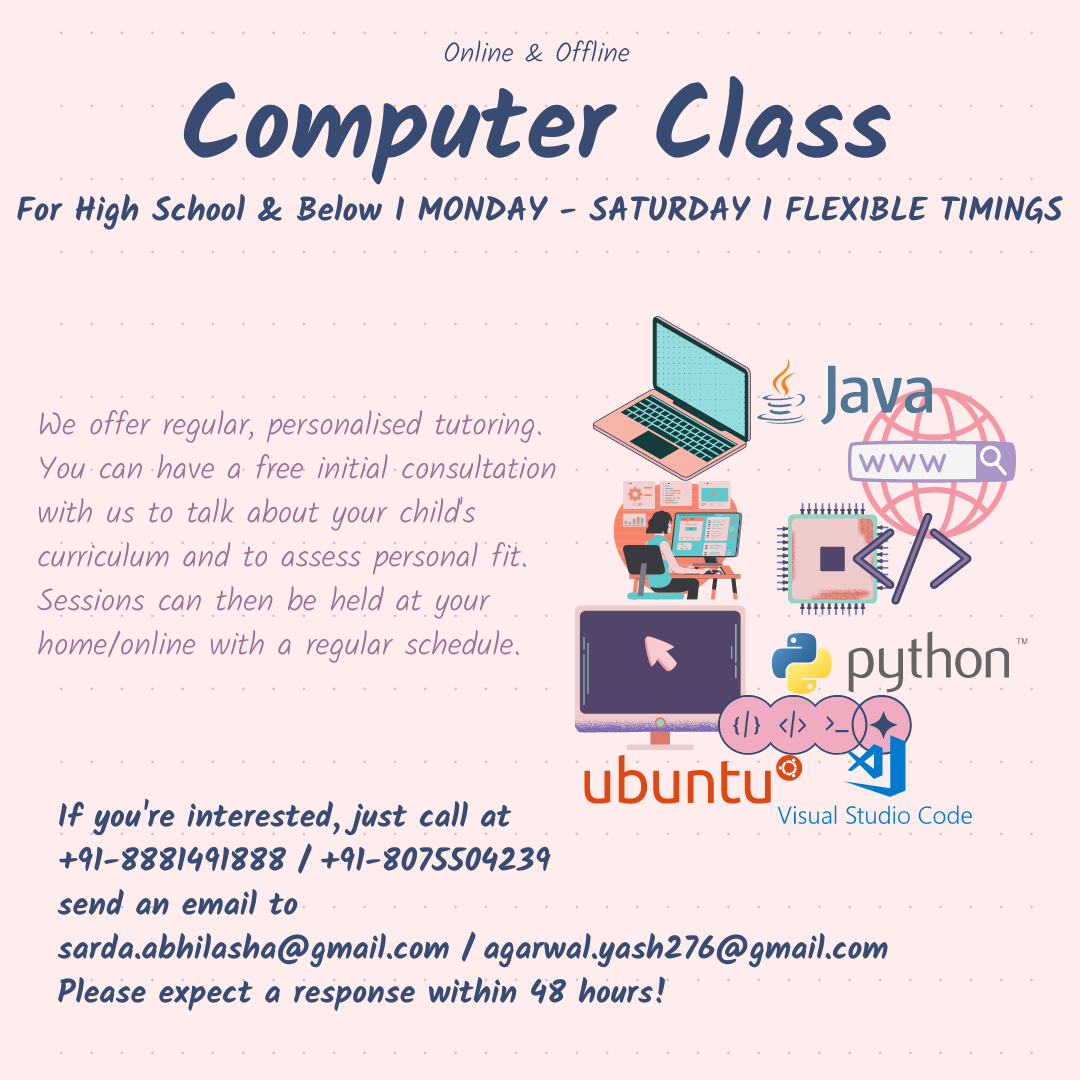 Online & Offline
Computer Class
For High School & Below | MONDAY - SATURDAY | FLEXIBLE TIMINGS
Java
www
We offer regular, personalised tutoring.
You can have a free initial consultation
with us to talk about your child's
curriculum and to assess personal fit.
Sessions can then be held at your
home/online with a regular schedule.
</>
python™
{/} </> >_
ubuntu
Visual Studio Code
If you're interested, just call at
+91-8881491888 / +91-8075504239
send an email to
sarda.abhilasha@gmail.com / agarwal.yash276@gmail.com
Please expect a response within 48 hours!